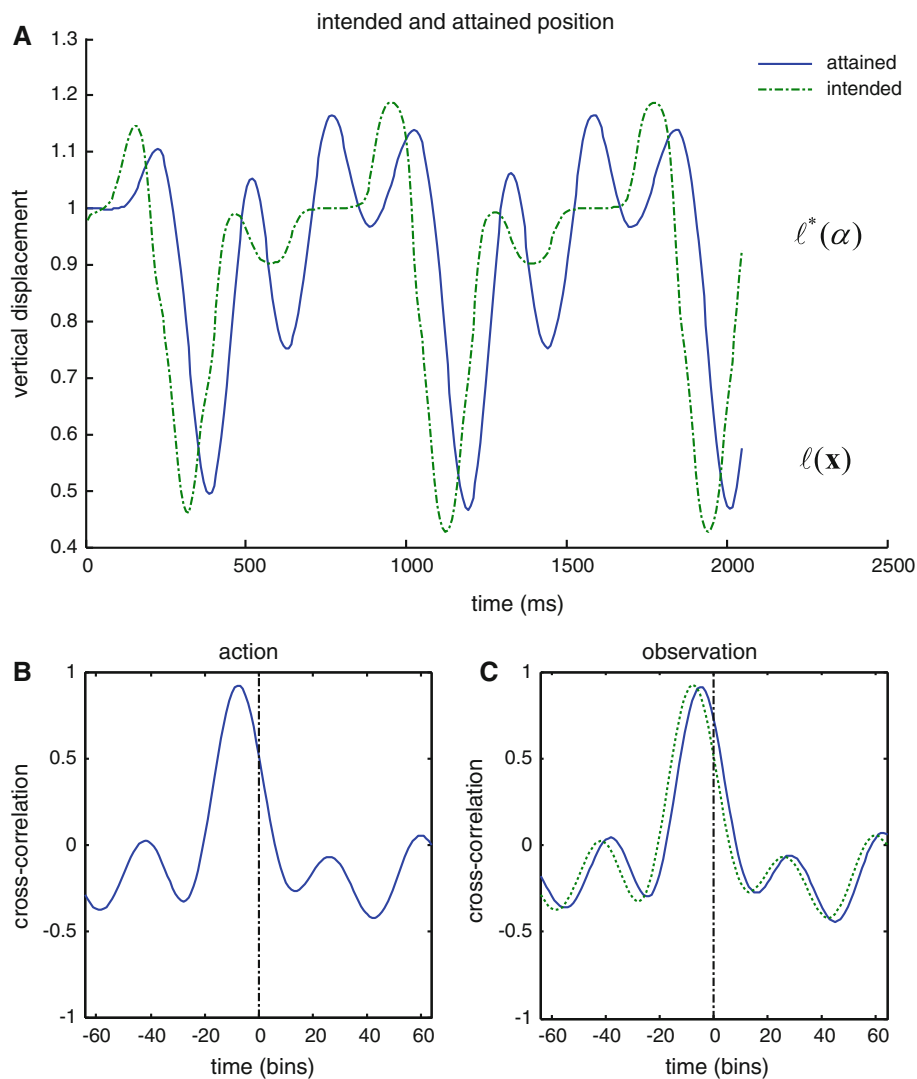 A
intended and attained position
1.3
1.2
1.1
1
0.9
0.8
0.7
0.6
0.5
0.4
vertical displacement
attained
intended
ℓ*(α)
ℓ(x)
0 500 1000 1500 2000 2500
time (ms)
B
action
1
0.5
0
-0.5
-1
cross-correlation
-60 -40 -20 0 20 40 60
time (bins)
C
observation
1
0.5
0
-0.5
-1
cross-correlation
-60 -40 -20 0 20 40 60
time (bins)